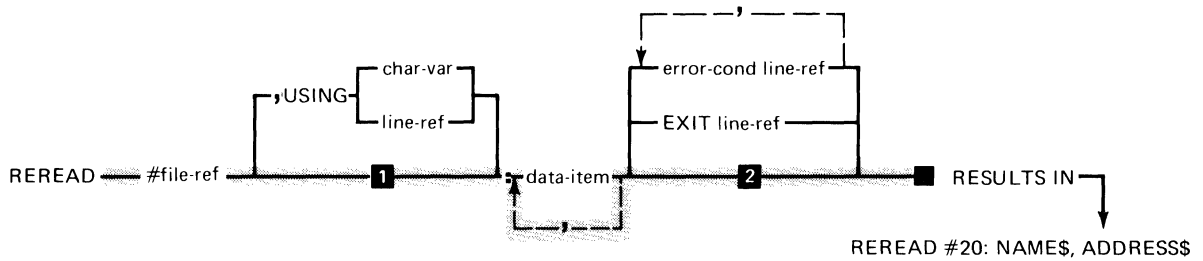 ,
char-var
error-cond line-ref
,USING
line-ref
EXIT line-ref
REREAD #file-ref 1 : data-item 2 RESULTS IN
,
REREAD #20: NAME$, ADDRESS$